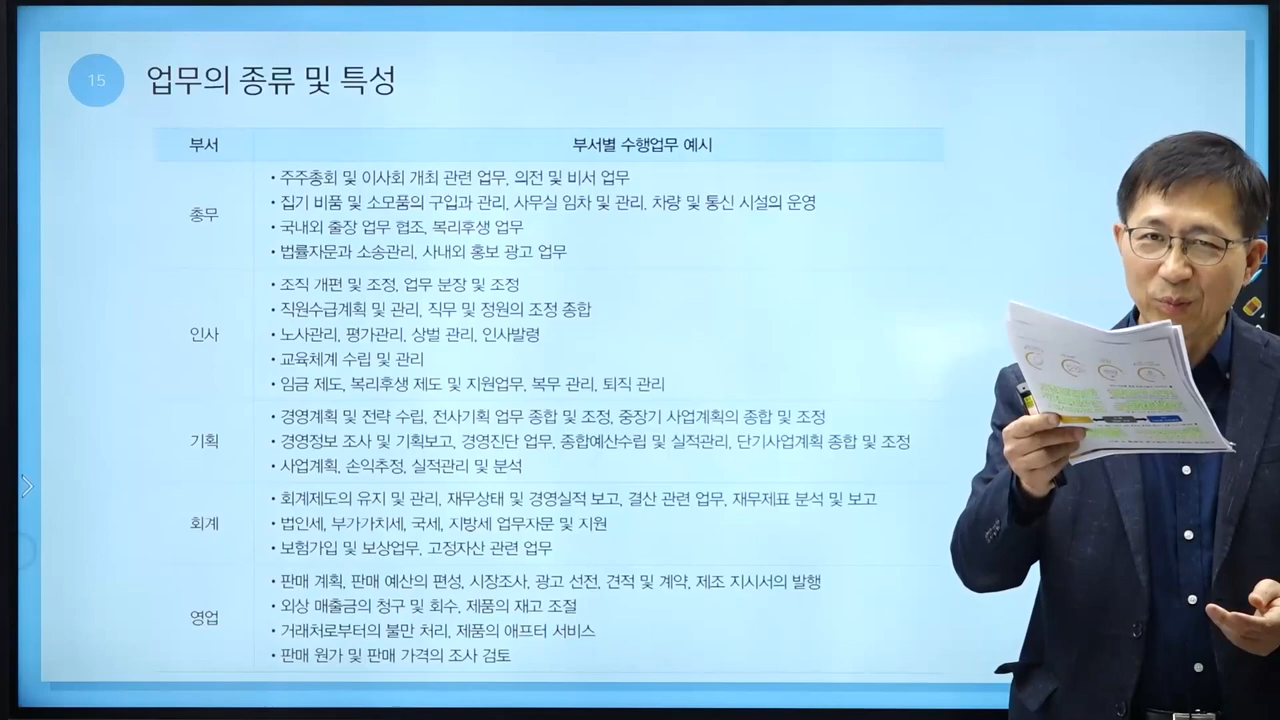 15
업무의 종류 및 특성
부서
부서별 수행업무 예시
총무
• 주주총회 및 이사회 개최 관련 업무, 의전 및 비서 업무
• 집기 비품 및 소모품의 구입과 관리, 사무실 임차 및 관리, 차량 및 통신 시설의 운영
• 국내외 출장 업무 협조, 복리후생 업무
• 법률자문과 소송관리, 사내외 홍보 광고 업무
인사
• 조직 개편 및 조정, 업무 분장 및 조정
• 직원수급계획 및 관리, 직무 및 정원의 조정 종합
• 노사관리, 평가관리, 상벌 관리, 인사발령
• 교육체계 수립 및 관리
• 임금 제도, 복리후생 제도 및 지원업무, 복무 관리, 퇴직 관리
기획
• 경영계획 및 전략 수립, 전사기획 업무 종합 및 조정, 중장기 사업계획의 종합 및 조정
• 경영정보 조사 및 기획보고, 경영진단 업무, 종합예산수립 및 실적관리, 단기사업계획 종합 및 조정
• 사업계획, 손익추정, 실적관리 및 분석
회계
• 회계제도의 유지 및 관리, 재무상태 및 경영실적 보고, 결산 관련 업무, 재무제표 분석 및 보고
• 법인세, 부가가치세, 국세, 지방세 업무자문 및 지원
• 보험가입 및 보상업무, 고정자산 관련 업무
영업
• 판매 계획, 판매 예산의 편성, 시장조사, 광고 선전, 견적 및 계약, 제조 지시서의 발행
• 외상 매출금의 청구 및 회수, 제품의 재고 조절
• 거래처로부터의 불만 처리, 제품의 애프터 서비스
• 판매 원가 및 판매 가격의 조사 검토